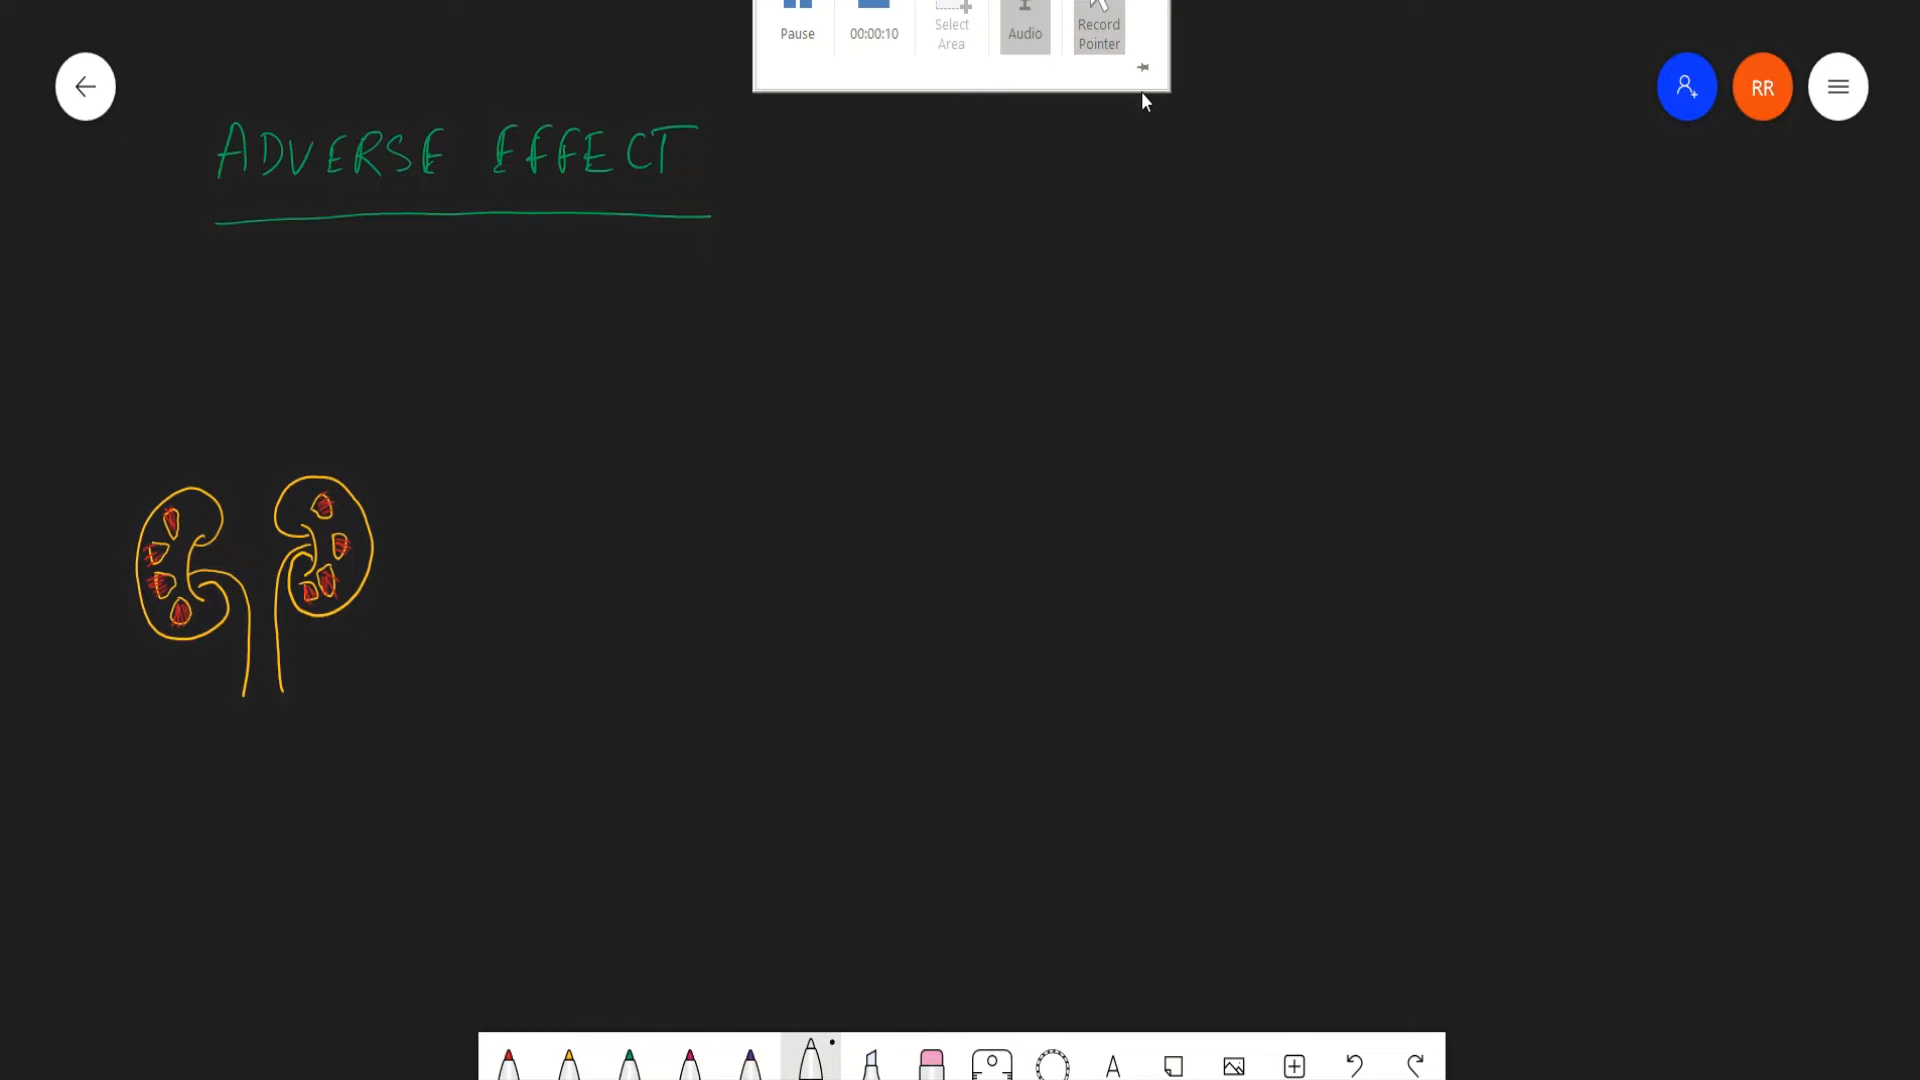 Pause
00:00:10
Select
Area
Audio
Record
Pointer
RR
ADVERSE EFFECT
A